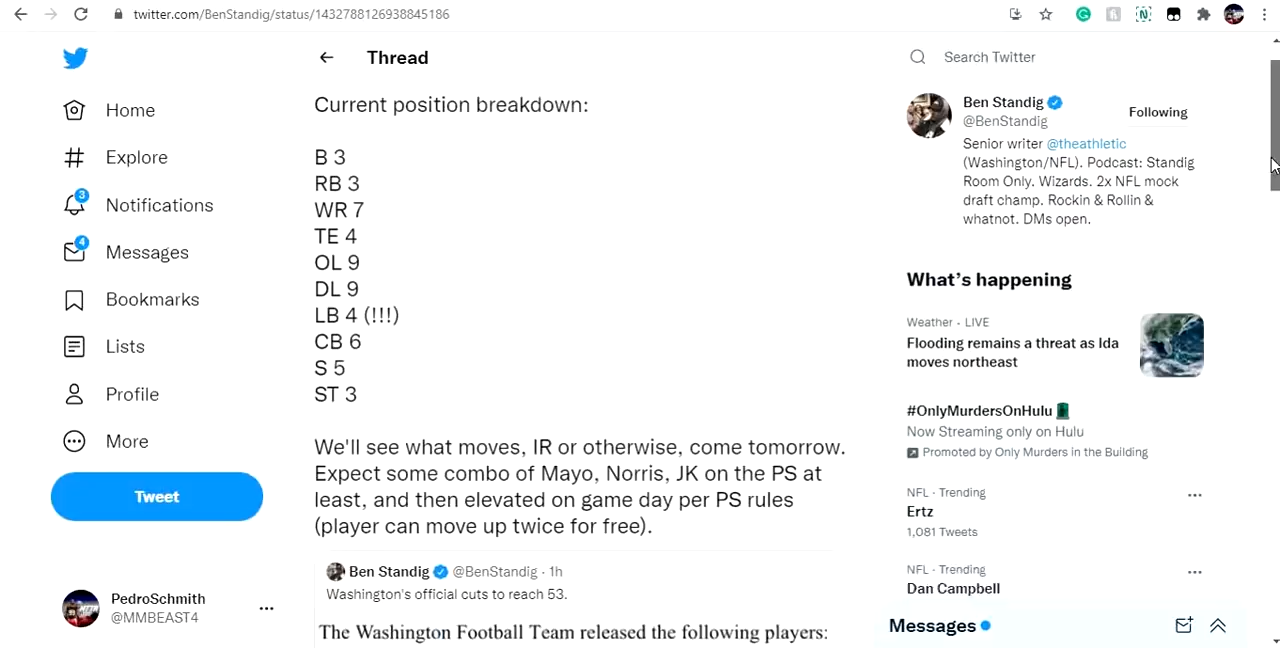 twitter.com/BenStandig/status/1432788126938845186
Thread
Search Twitter
Home
Explore
3
Notifications
4
Messages
Bookmarks
Lists
Profile
More
Tweet
PedroSchmith
@MMBEAST4
Current position breakdown:
B 3
RB 3
WR 7
TE 4
OL 9
DL 9
LB 4 (!!!)
CB 6
S 5
ST 3
We'll see what moves, IR or otherwise, come tomorrow.
Expect some combo of Mayo, Norris, JK on the PS at
least, and then elevated on game day per PS rules
(player can move up twice for free).
Ben Standig @BenStandig · 1h
Washington's official cuts to reach 53.
The Washington Football Team released the following players:
Ben Standig
@BenStandig
Following
Senior writer @theathletic
(Washington/NFL). Podcast: Standig
Room Only. Wizards. 2x NFL mock
draft champ. Rockin & Rollin &
whatnot. DMs open.
What's happening
Weather · LIVE
Flooding remains a threat as Ida
moves northeast
#OnlyMurdersOnHulu
Now Streaming only on Hulu
Promoted by Only Murders in the Building
NFL · Trending
Ertz
1,081 Tweets
NFL · Trending
Dan Campbell
Messages